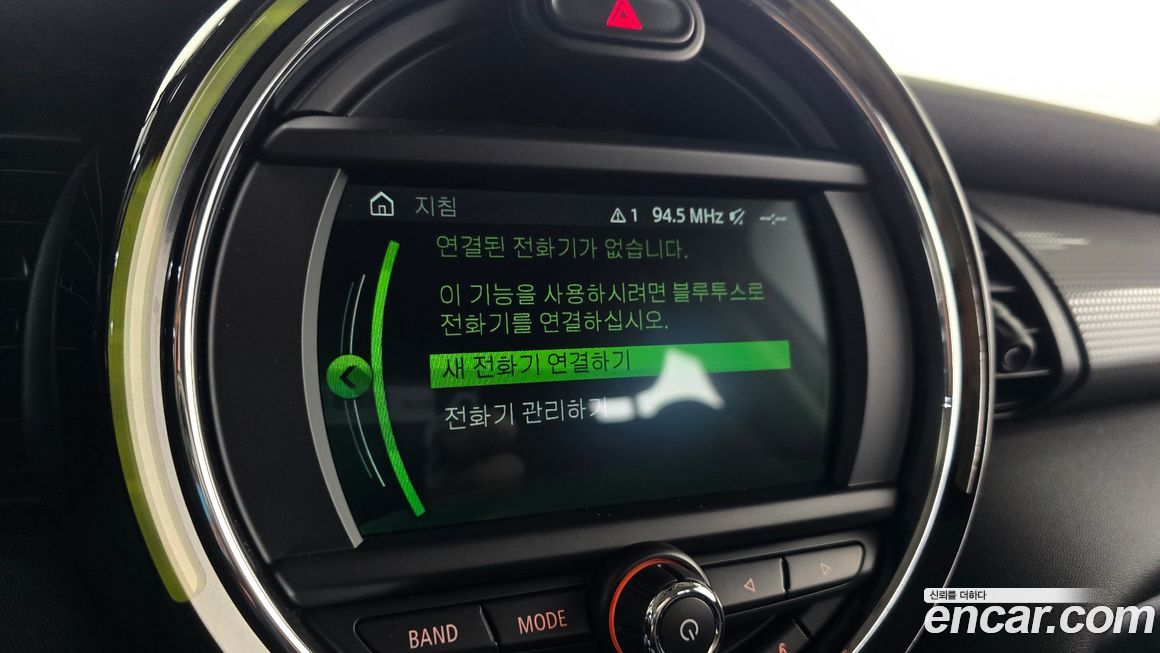 지침
1 94.5 MHz --:--
연결된 전화기가 없습니다.
이 기능을 사용하시려면 블루투스로
전화기를 연결하십시오.
새 전화기 연결하기
전화기 관리하기
BAND
MODE
6
신뢰를 더하다
encar.com